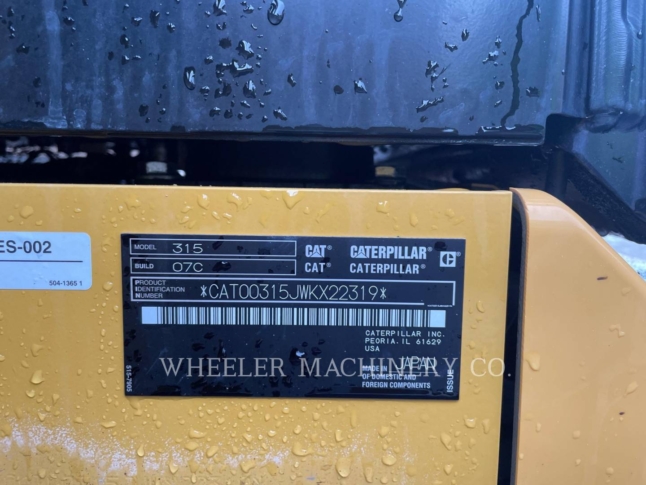 ES-002
504-1365 1
MODEL 315
BUILD 07C
CAT CATERPILLAR
CAT CATERPILLAR
PRODUCT IDENTIFICATION NUMBER *CAT00315JWKX22319*
CATERPILLAR INC.
PEORIA, IL 61629
USA
MADE IN JAPAN
OF DOMESTIC AND
FOREIGN COMPONENTS
ISSUE
WHEELER MACHINERY CO.